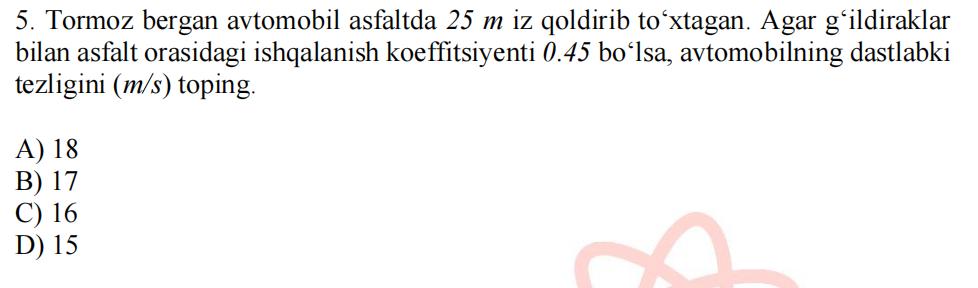 5. Tormoz bergan avtomobil asfaltda 25 m iz qoldirib to‘xtagan. Agar g‘ildiraklar
bilan asfalt orasidagi ishqalanish koeffitsiyenti 0.45 bo‘lsa, avtomobilning dastlabki
tezligini (m/s) toping.
A) 18
B) 17
C) 16
D) 15